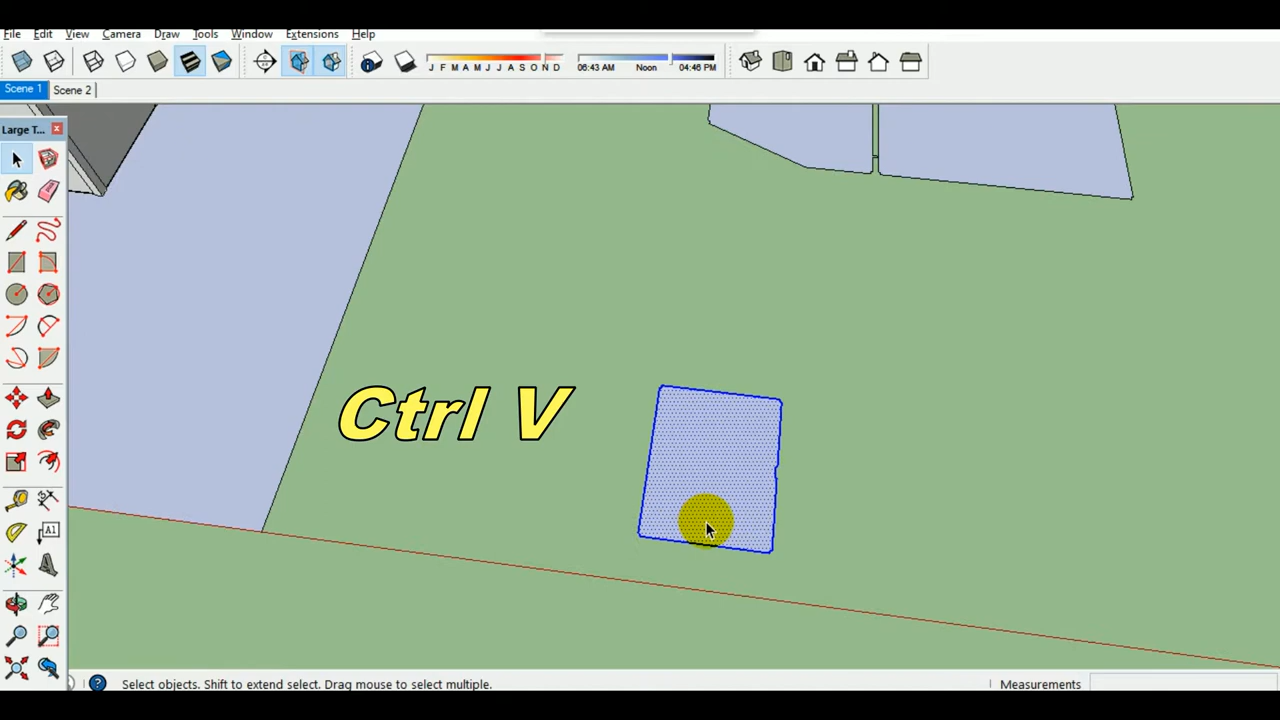 File Edit View Camera Draw Tools Window Extensions Help
J F M A M J J A S O N D 06:43 AM Noon 04:46 PM
Scene 1 Scene 2
Large T...
Ctrl V
A1
Select objects. Shift to extend select. Drag mouse to select multiple. Measurements